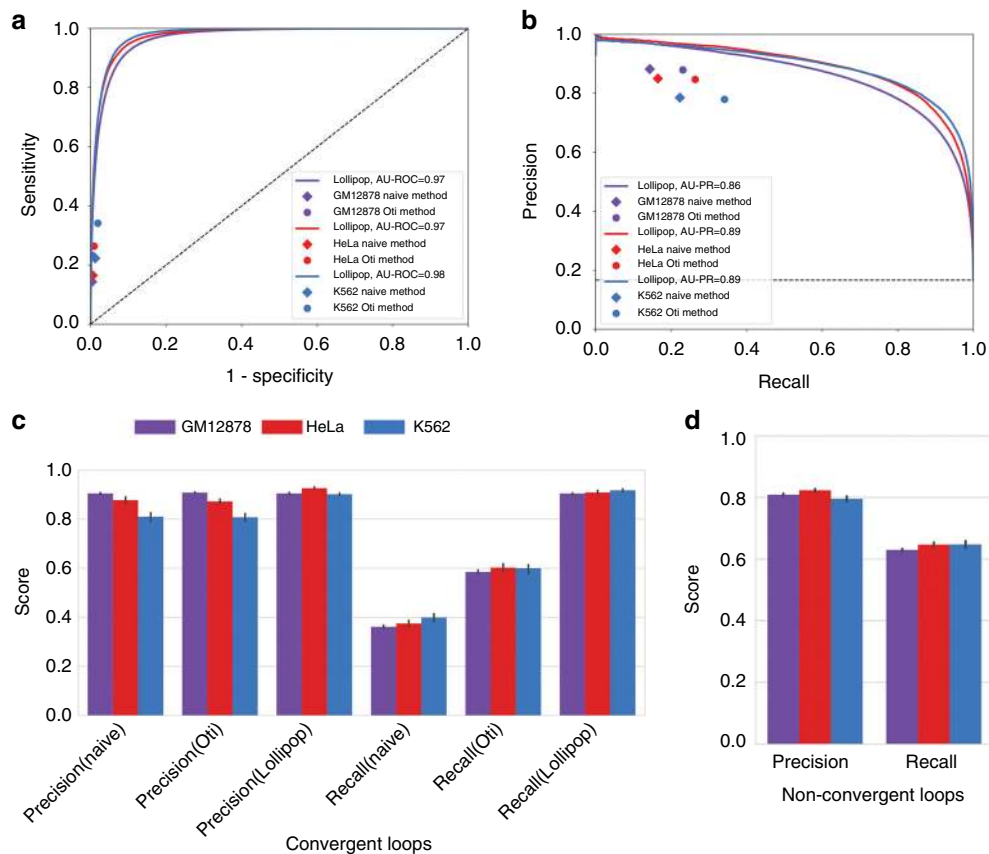 a
1.0
0.8
0.6
0.4
0.2
0.0
Sensitivity
Lollipop, AU-ROC=0.97
GM12878 naive method
GM12878 Oti method
Lollipop, AU-ROC=0.97
HeLa naive method
HeLa Oti method
Lollipop, AU-ROC=0.98
K562 naive method
K562 Oti method
0.0 0.2 0.4 0.6 0.8 1.0
1 - specificity
b
1.0
0.8
0.6
0.4
0.2
0.0
Precision
Lollipop, AU-PR=0.86
GM12878 naive method
GM12878 Oti method
Lollipop, AU-PR=0.89
HeLa naive method
HeLa Oti method
Lollipop, AU-PR=0.89
K562 naive method
K562 Oti method
0.0 0.2 0.4 0.6 0.8 1.0
Recall
c
GM12878 HeLa K562
1.0
0.8
0.6
0.4
0.2
0.0
Score
Precision(naive)
Precision(Oti)
Precision(Lollipop)
Recall(naive)
Recall(Oti)
Recall(Lollipop)
Convergent loops
d
1.0
0.8
0.6
0.4
0.2
0.0
Score
Precision Recall
Non-convergent loops